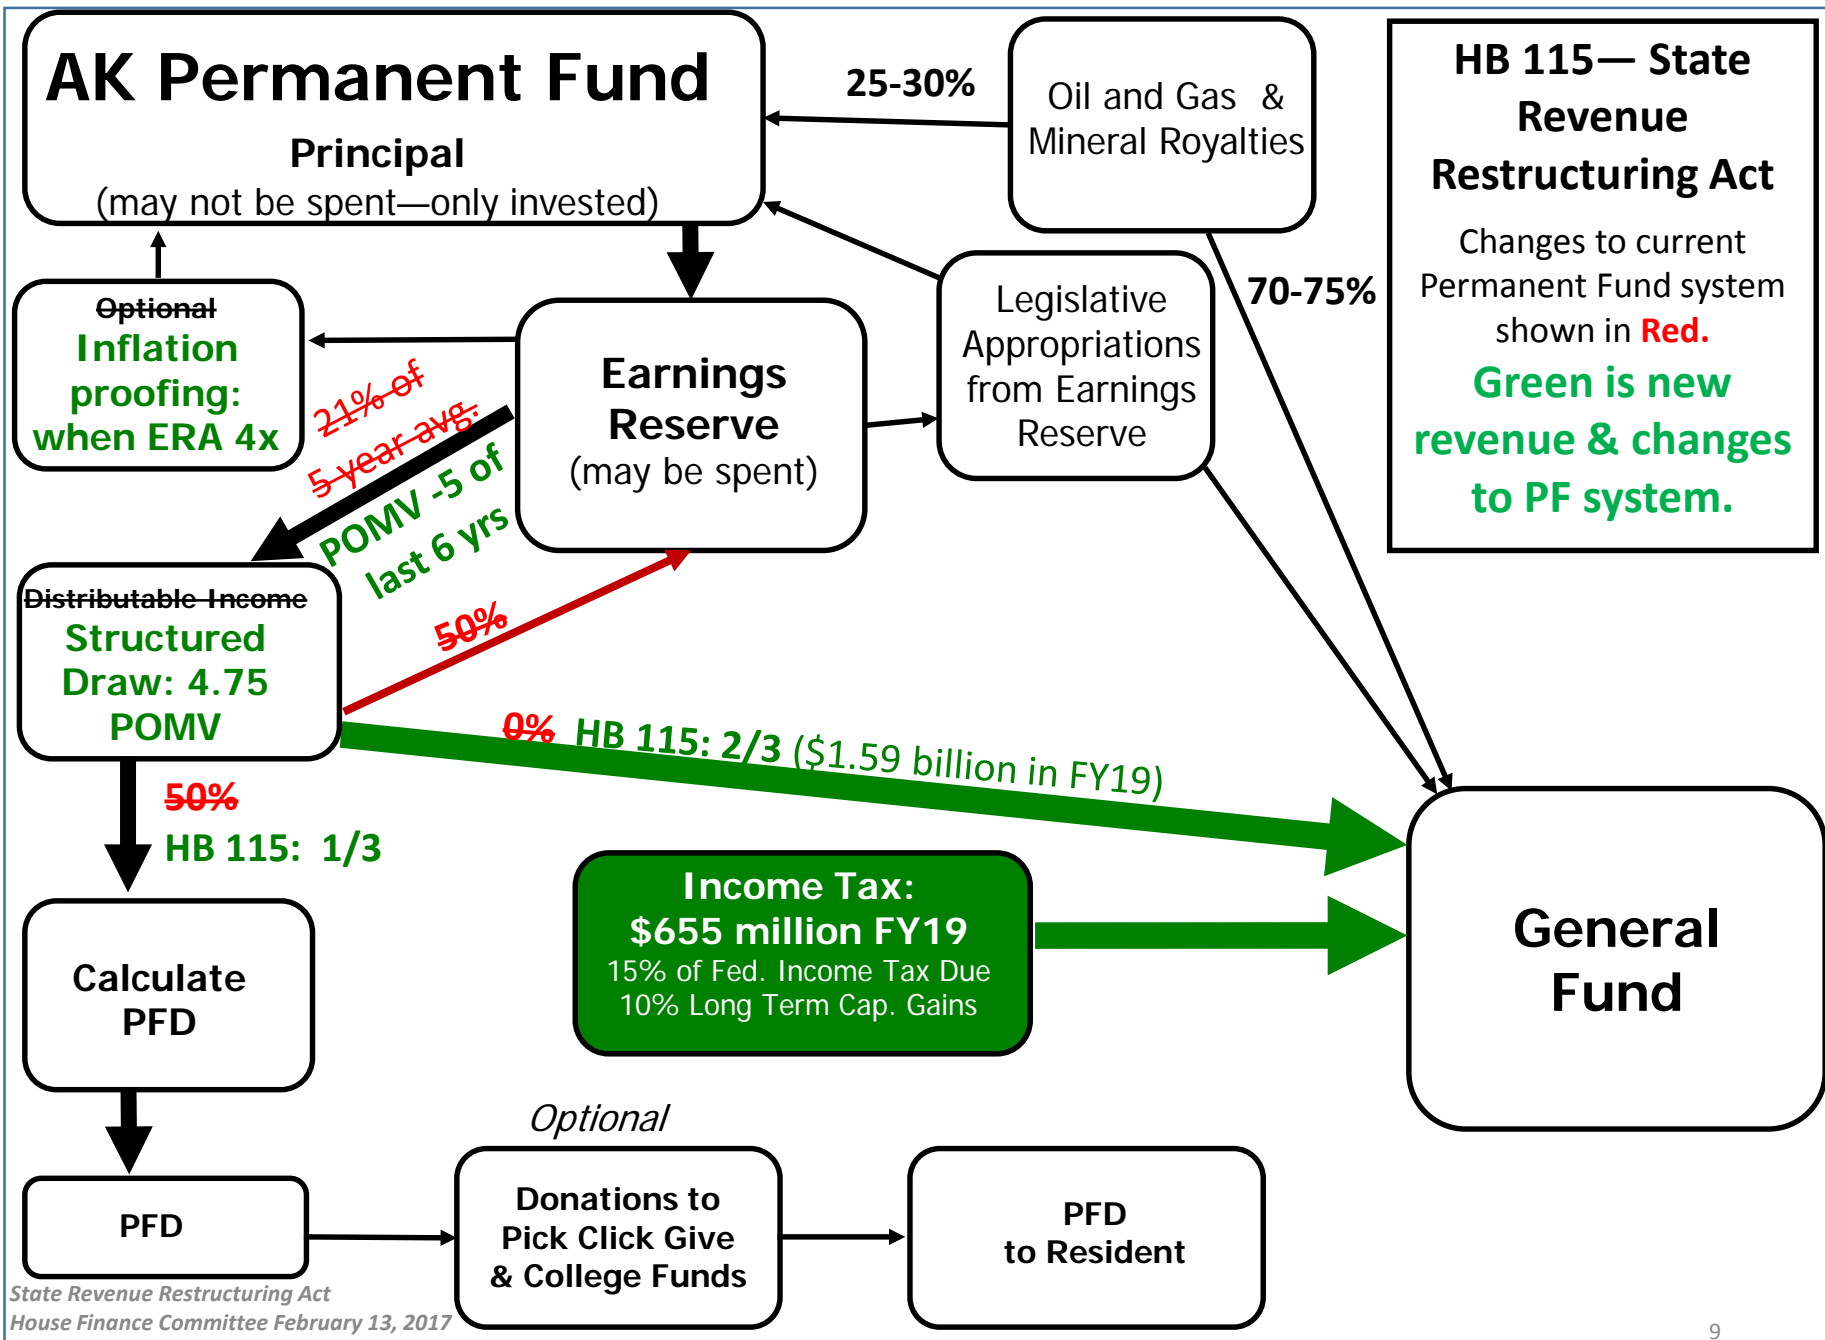 AK Permanent Fund
Principal
(may not be spent—only invested)
25-30%
Oil and Gas &
Mineral Royalties
HB 115— State
Revenue
Restructuring Act
Changes to current
Permanent Fund system
shown in Red.
Green is new
revenue & changes
to PF system.
70-75%
Optional
Inflation
proofing:
when ERA 4x
21% of
5 year avg.
POMV -5 of
last 6 yrs
Earnings
Reserve
(may be spent)
Legislative
Appropriations
from Earnings
Reserve
Distributable Income
Structured
Draw: 4.75
POMV
50%
0% HB 115: 2/3 ($1.59 billion in FY19)
50%
HB 115: 1/3
Income Tax:
$655 million FY19
15% of Fed. Income Tax Due
10% Long Term Cap. Gains
General
Fund
Calculate
PFD
Optional
PFD
Donations to
Pick Click Give
& College Funds
PFD
to Resident
State Revenue Restructuring Act
House Finance Committee February 13, 2017
9